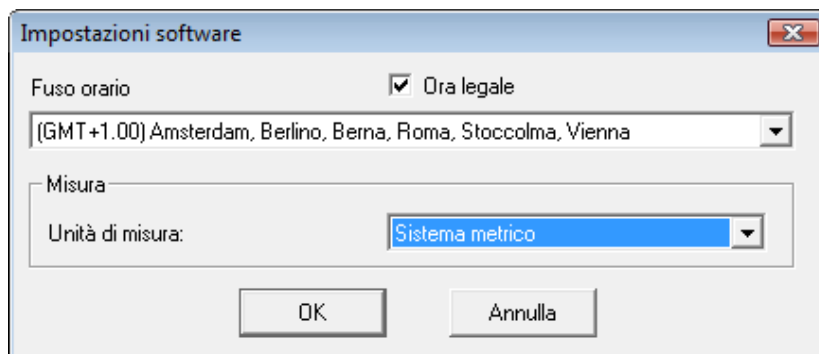 Impostazioni software
Fuso orario
Ora legale
(GMT+1.00) Amsterdam, Berlino, Berna, Roma, Stoccolma, Vienna
Misura
Unità di misura:
Sistema metrico
OK
Annulla